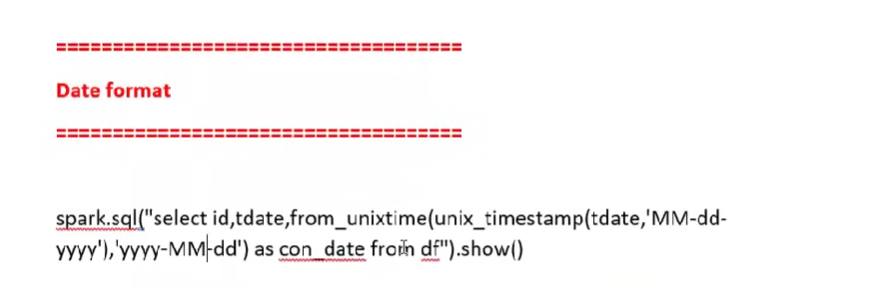 ====================================
Date format
====================================
spark.sql("select id,tdate,from_unixtime(unix_timestamp(tdate,'MM-dd-
yyyy'),'yyyy-MM-dd') as con_date from df").show()